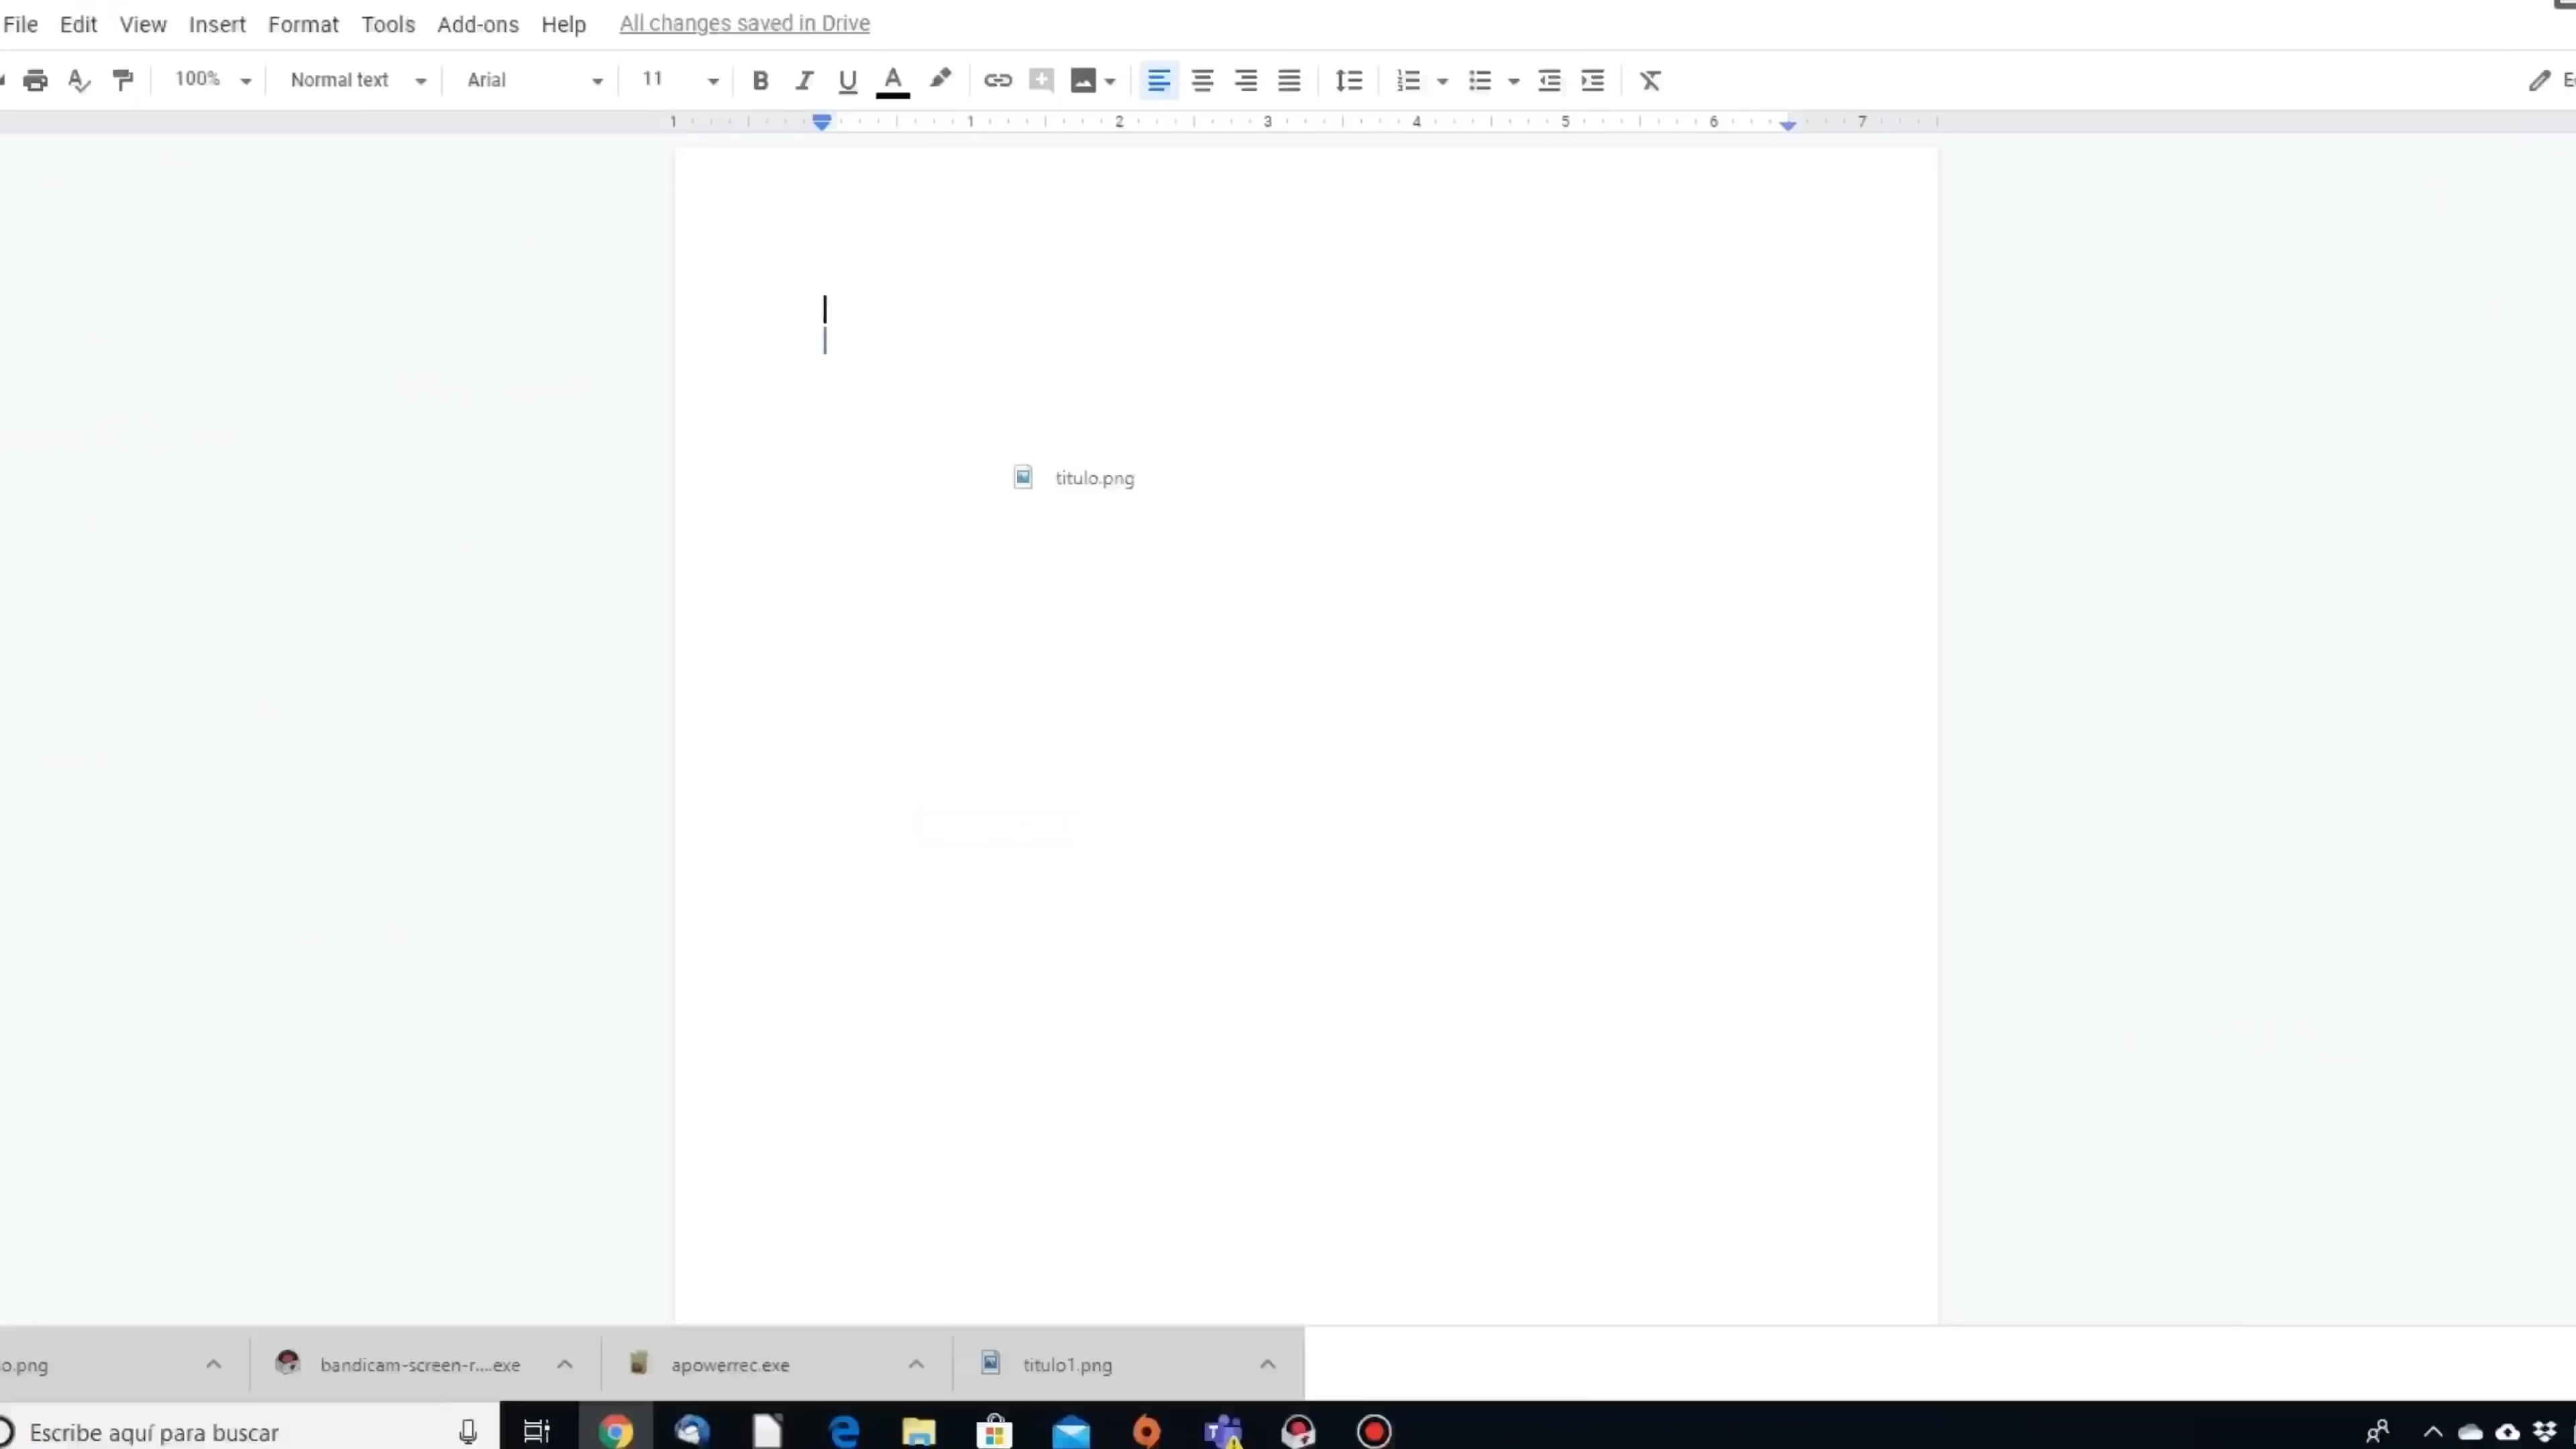 File Edit View Insert Format Tools Add-ons Help All changes saved in Drive
100% Normal text Arial 11 B I U A
1 1 2 3 4 5 6 7
titulo.png
o.png bandicam-screen-r....exe apowerrec.exe titulo1.png
Escribe aquí para buscar